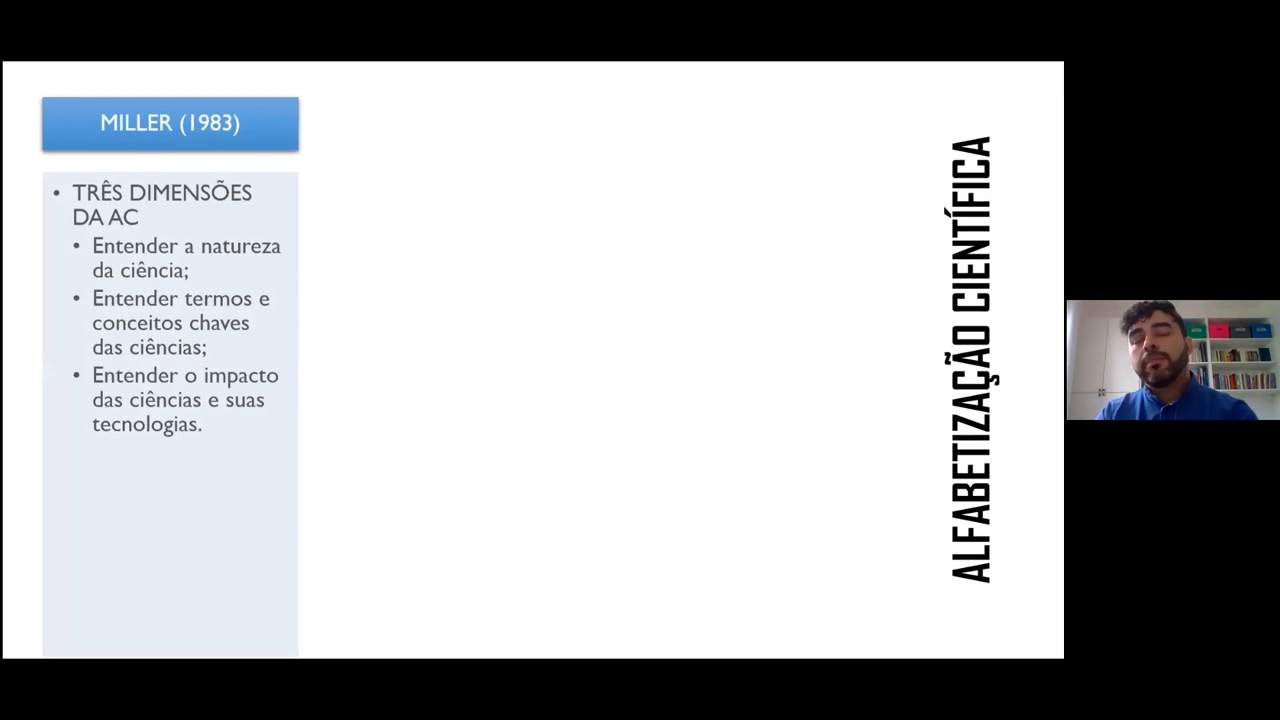 MILLER (1983)
• TRÊS DIMENSÕES
DA AC
• Entender a natureza
da ciência;
• Entender termos e
conceitos chaves
das ciências;
• Entender o impacto
das ciências e suas
tecnologias.
ALFABETIZAÇÃO CIENTÍFICA